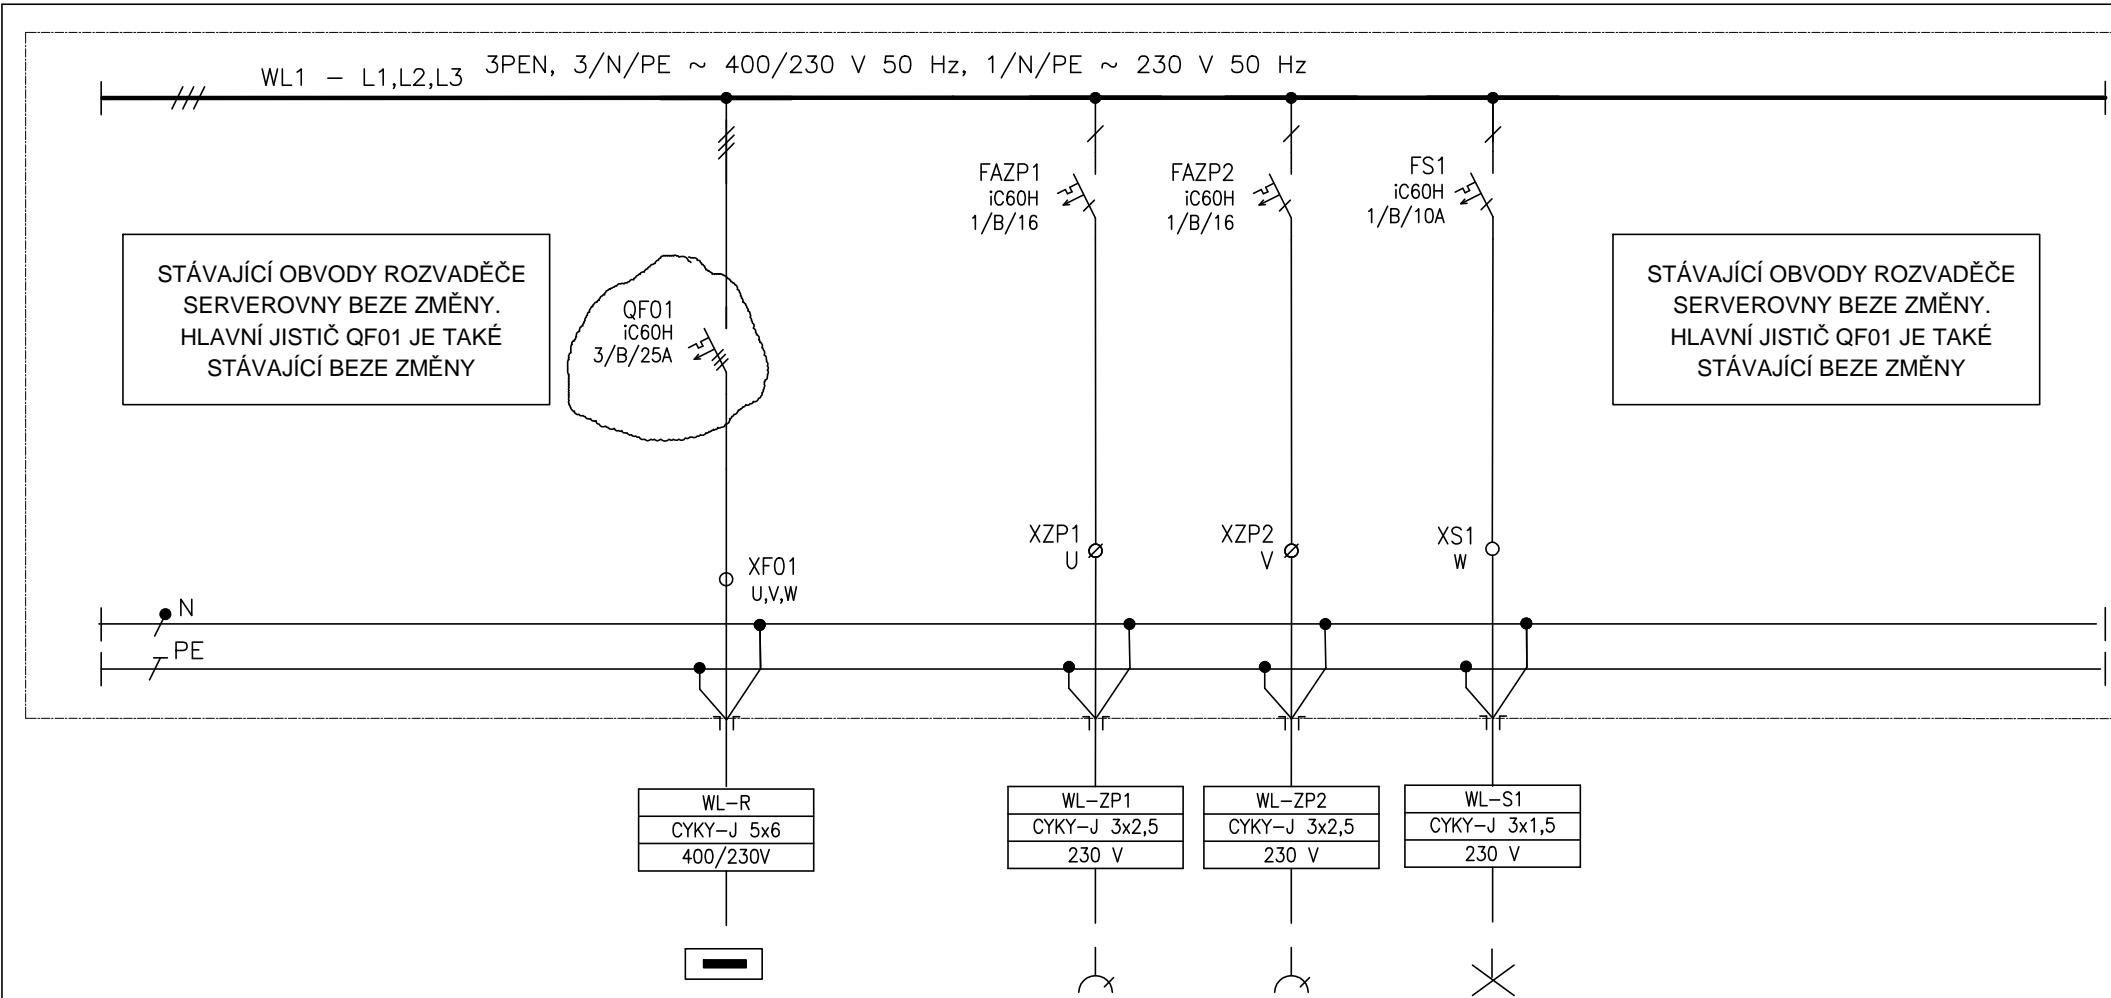 WL1 – L1,L2,L3
3PEN, 3/N/PE ~ 400/230 V 50 Hz, 1/N/PE ~ 230 V 50 Hz
STÁVAJÍCÍ OBVODY ROZVADĚČE
SERVEROVNY BEZE ZMĚNY.
HLAVNÍ JISTIČ QF01 JE TAKÉ
STÁVAJÍCÍ BEZE ZMĚNY
QF01
iC60H
3/B/25A
FAZP1
iC60H
1/B/16
FAZP2
iC60H
1/B/16
FS1
iC60H
1/B/10A
STÁVAJÍCÍ OBVODY ROZVADĚČE
SERVEROVNY BEZE ZMĚNY.
HLAVNÍ JISTIČ QF01 JE TAKÉ
STÁVAJÍCÍ BEZE ZMĚNY
XF01
U,V,W
XZP1
U
XZP2
V
XS1
W
N
PE
WL–R
CYKY–J 5x6
400/230V
WL–ZP1
CYKY–J 3x2,5
230 V
WL–ZP2
CYKY–J 3x2,5
230 V
WL–S1
CYKY–J 3x1,5
230 V